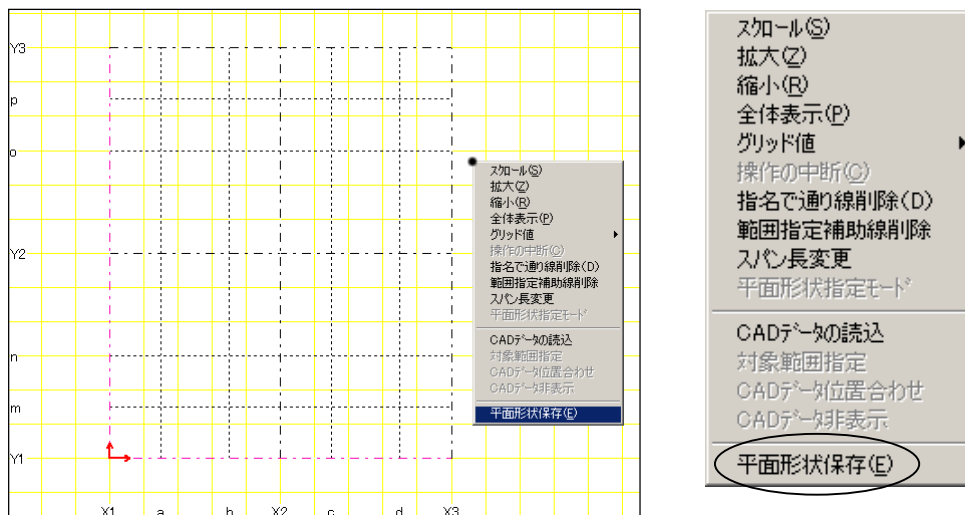 Y3
p
o
Y2
n
m
Y1
X1 a b X2 c d X3
スクロール(S)
拡大(Z)
縮小(R)
全体表示(P)
グリッド値
操作の中断(C)
指名で通り線削除(D)
範囲指定補助線削除
スパン長変更
平面形状指定モード
CADデータの読込
対象範囲指定
CADデータ位置合わせ
CADデータ非表示
平面形状保存(E)
スクロール(S)
拡大(Z)
縮小(R)
全体表示(P)
グリッド値
操作の中断(C)
指名で通り線削除(D)
範囲指定補助線削除
スパン長変更
平面形状指定モード
CADデータの読込
対象範囲指定
CADデータ位置合わせ
CADデータ非表示
平面形状保存(E)